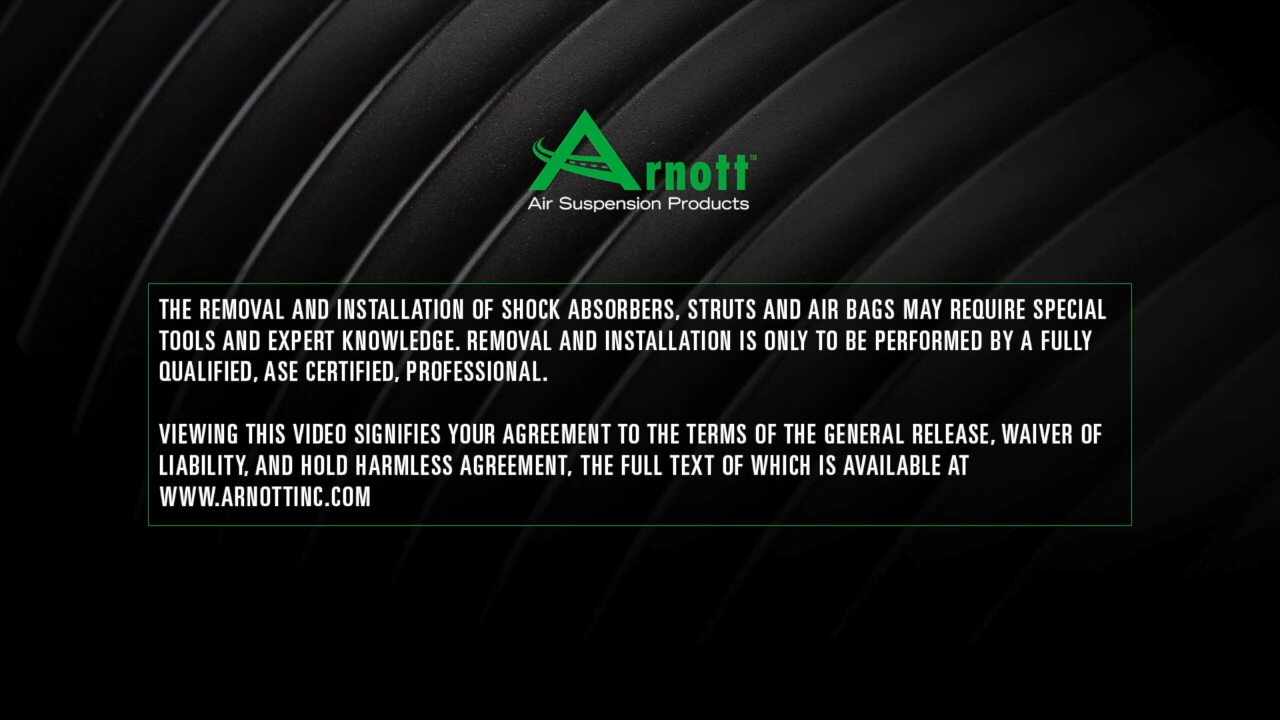 Arnott™
Air Suspension Products
THE REMOVAL AND INSTALLATION OF SHOCK ABSORBERS, STRUTS AND AIR BAGS MAY REQUIRE SPECIAL
TOOLS AND EXPERT KNOWLEDGE. REMOVAL AND INSTALLATION IS ONLY TO BE PERFORMED BY A FULLY
QUALIFIED, ASE CERTIFIED, PROFESSIONAL.
VIEWING THIS VIDEO SIGNIFIES YOUR AGREEMENT TO THE TERMS OF THE GENERAL RELEASE, WAIVER OF
LIABILITY, AND HOLD HARMLESS AGREEMENT, THE FULL TEXT OF WHICH IS AVAILABLE AT
WWW.ARNOTTINC.COM